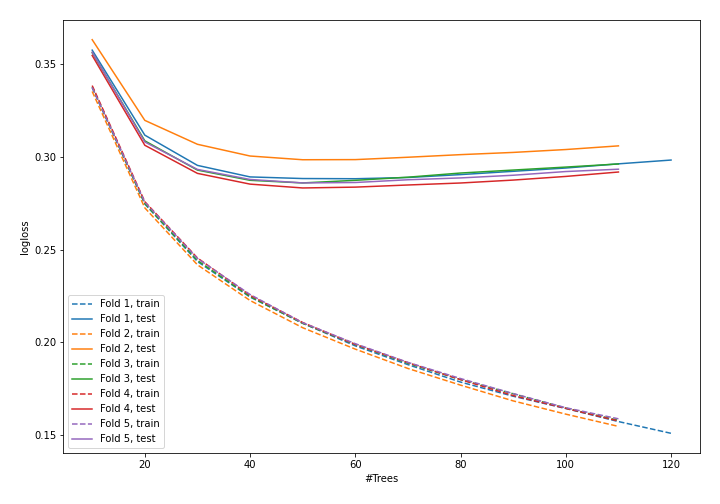 0.35
0.30
0.25
0.20
0.15
logloss
Fold 1, train
Fold 1, test
Fold 2, train
Fold 2, test
Fold 3, train
Fold 3, test
Fold 4, train
Fold 4, test
Fold 5, train
Fold 5, test
20 40 60 80 100 120
#Trees